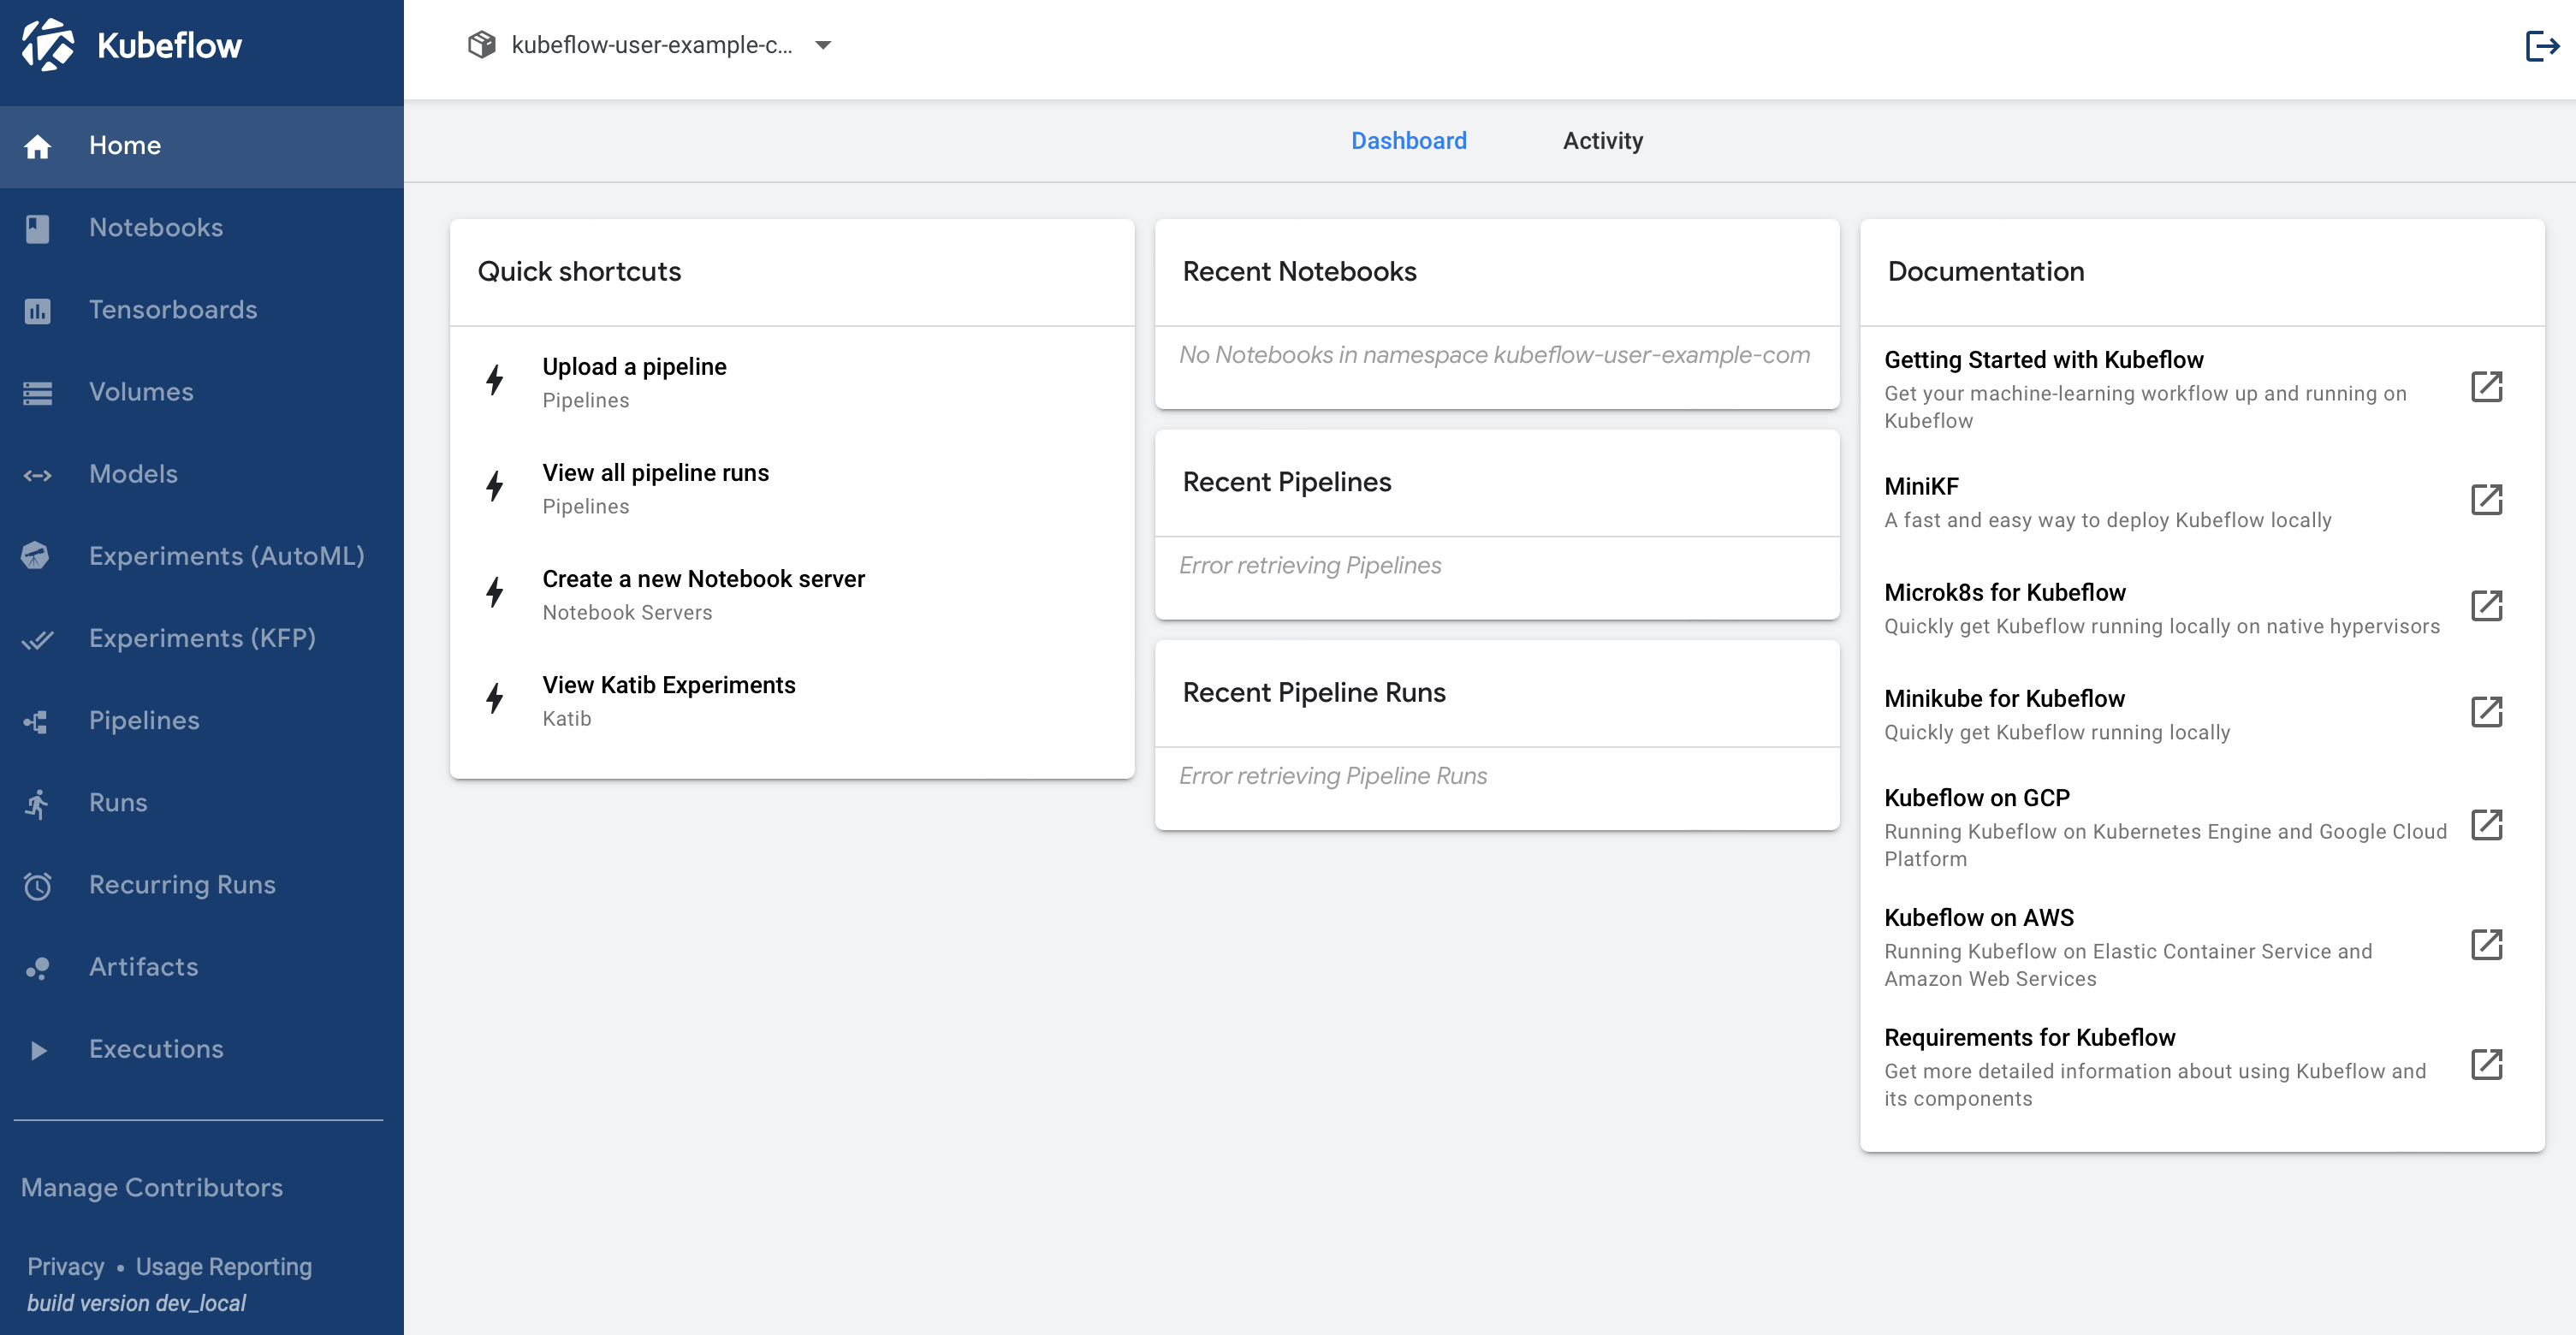 Kubeflow
Home
Notebooks
Tensorboards
Volumes
Models
Experiments (AutoML)
Experiments (KFP)
Pipelines
Runs
Recurring Runs
Artifacts
Executions
Manage Contributors
Privacy • Usage Reporting
build version dev_local
kubeflow-user-example-c...
Dashboard
Activity
Quick shortcuts
Upload a pipeline
Pipelines
View all pipeline runs
Pipelines
Create a new Notebook server
Notebook Servers
View Katib Experiments
Katib
Recent Notebooks
No Notebooks in namespace kubeflow-user-example-com
Recent Pipelines
Error retrieving Pipelines
Recent Pipeline Runs
Error retrieving Pipeline Runs
Documentation
Getting Started with Kubeflow
Get your machine-learning workflow up and running on
Kubeflow
MiniKF
A fast and easy way to deploy Kubeflow locally
Microk8s for Kubeflow
Quickly get Kubeflow running locally on native hypervisors
Minikube for Kubeflow
Quickly get Kubeflow running locally
Kubeflow on GCP
Running Kubeflow on Kubernetes Engine and Google Cloud
Platform
Kubeflow on AWS
Running Kubeflow on Elastic Container Service and
Amazon Web Services
Requirements for Kubeflow
Get more detailed information about using Kubeflow and
its components